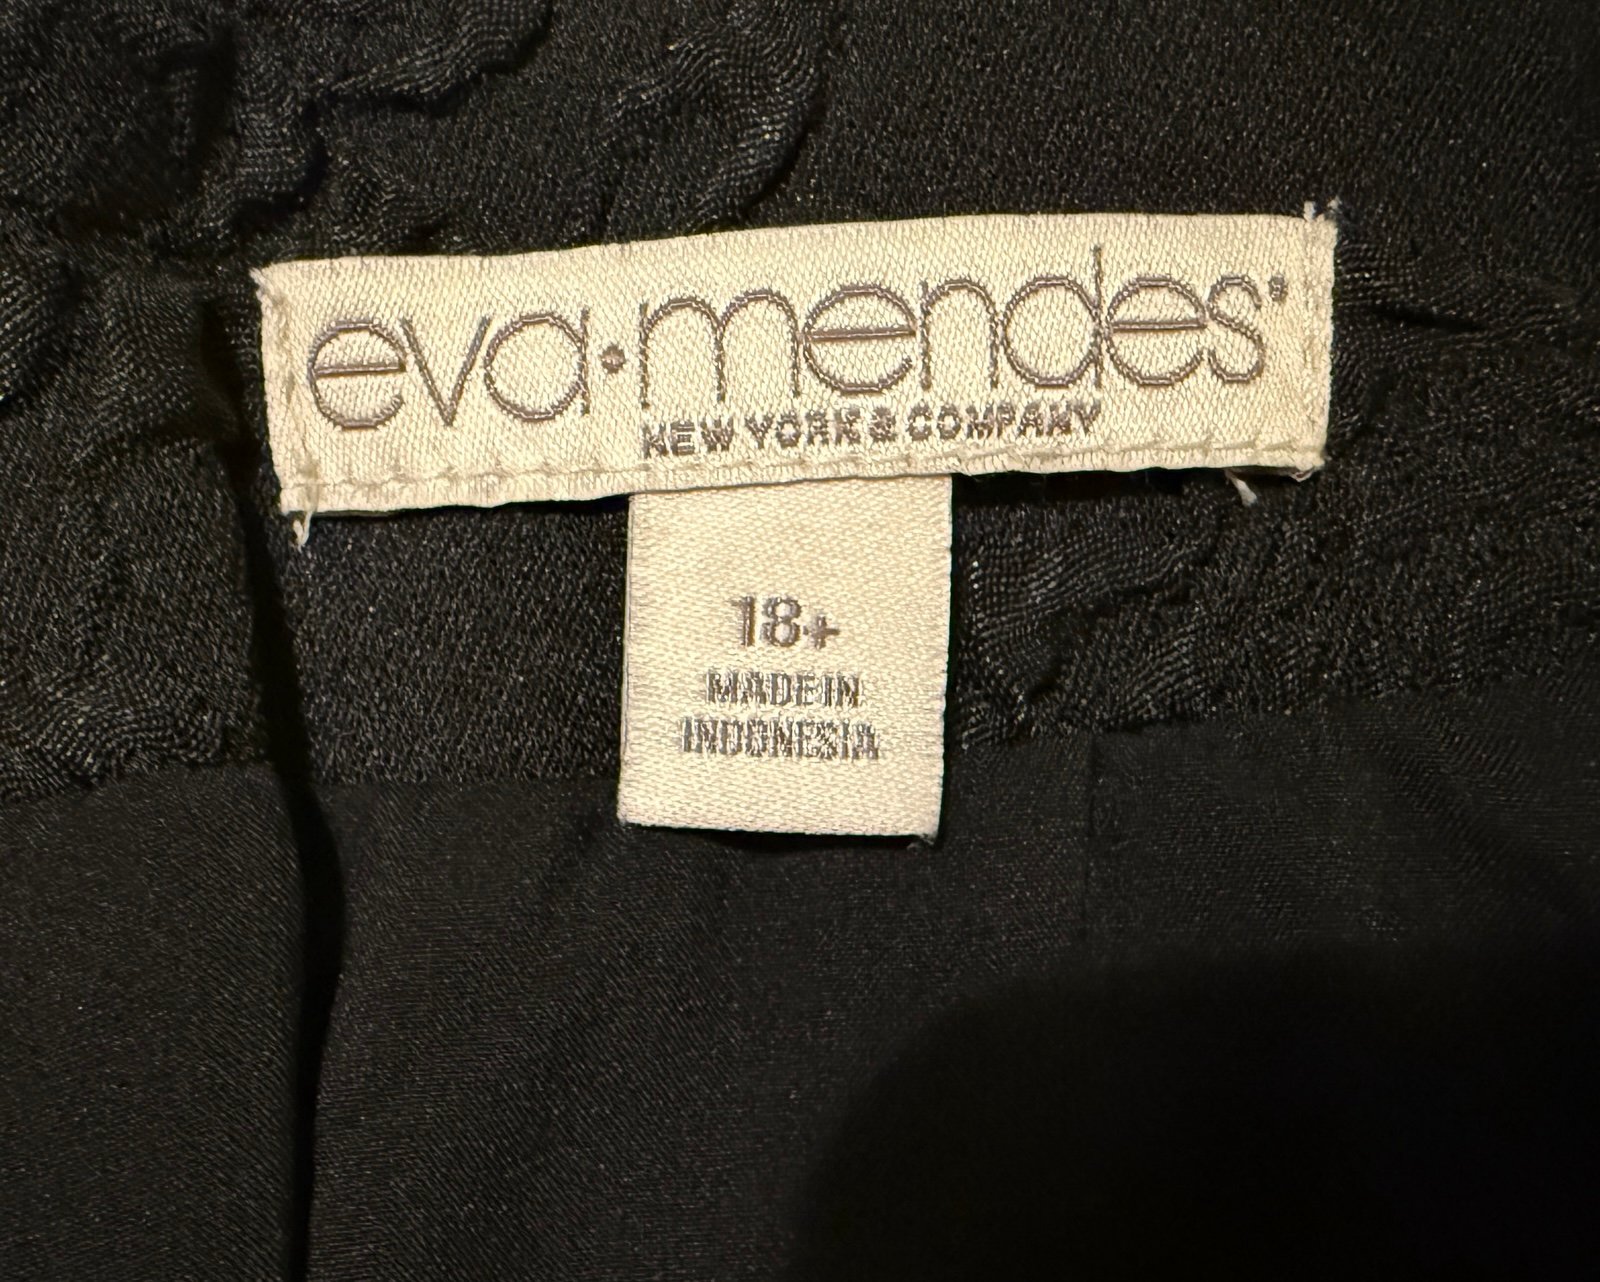 eva·mendes
NEW YORK & COMPANY
18+
MADE IN
INDONESIA